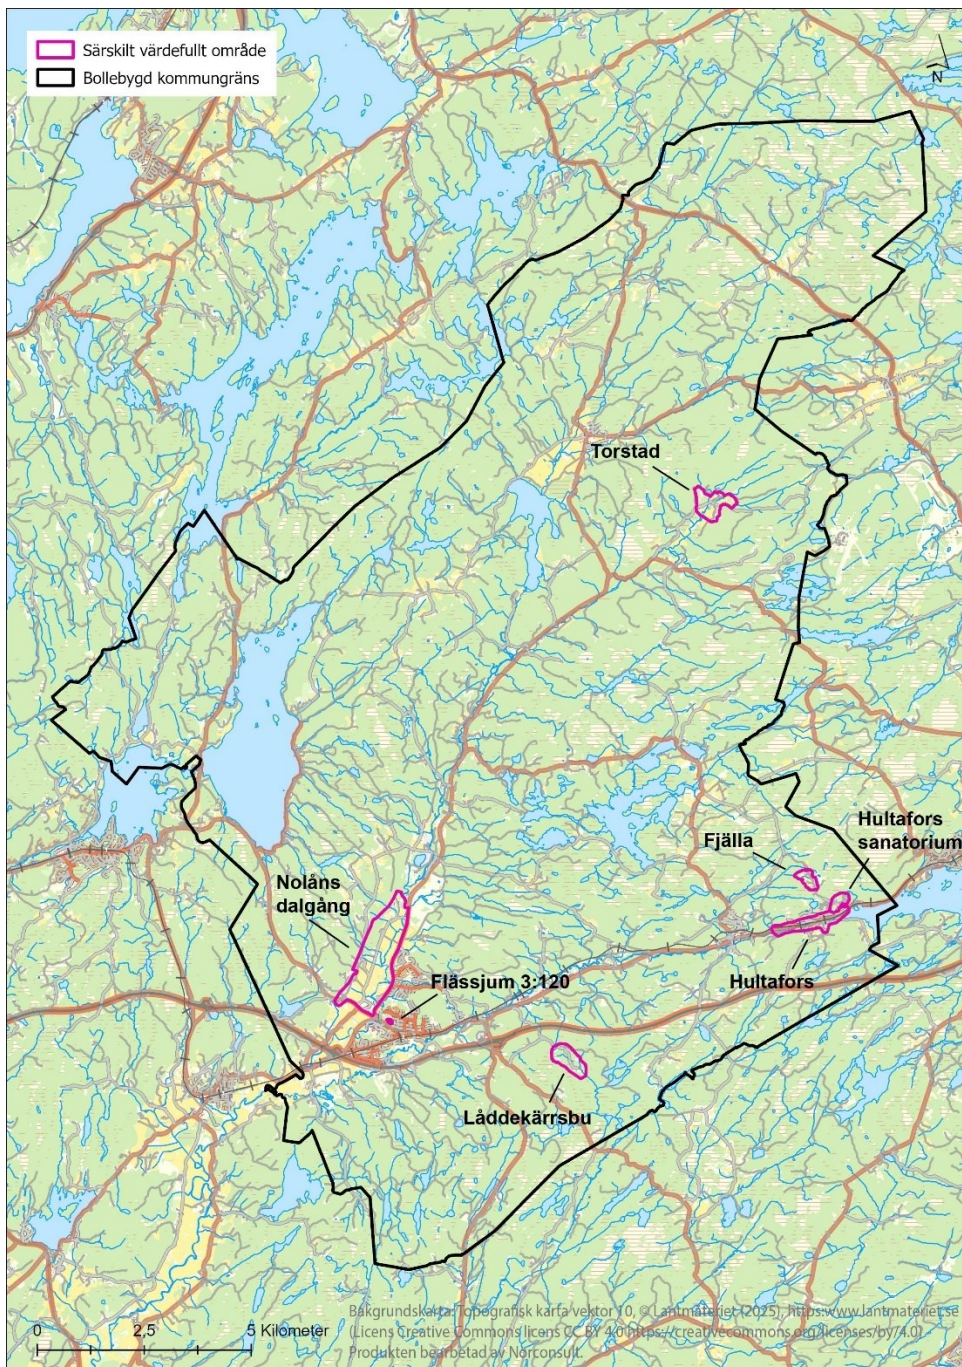 Särskilt värdefullt område
Bollebygd kommungräns
N
Torstad
Hultafors
sanatorium
Fjälla
Nolåns
dalgång
Flässjum 3:120
Hultafors
Låddekärrsbu
0 2,5 5 Kilometer
Bakgrundskarta: Topografisk karta vektor 10, © Lantmäteriet (2025), https:www.lantmateriet.se
(Licens Creative Commons licens CC BY 4.0 https://creativecommons.org/licenses/by/4.0)
Produkten bearbetad av Norconsult.